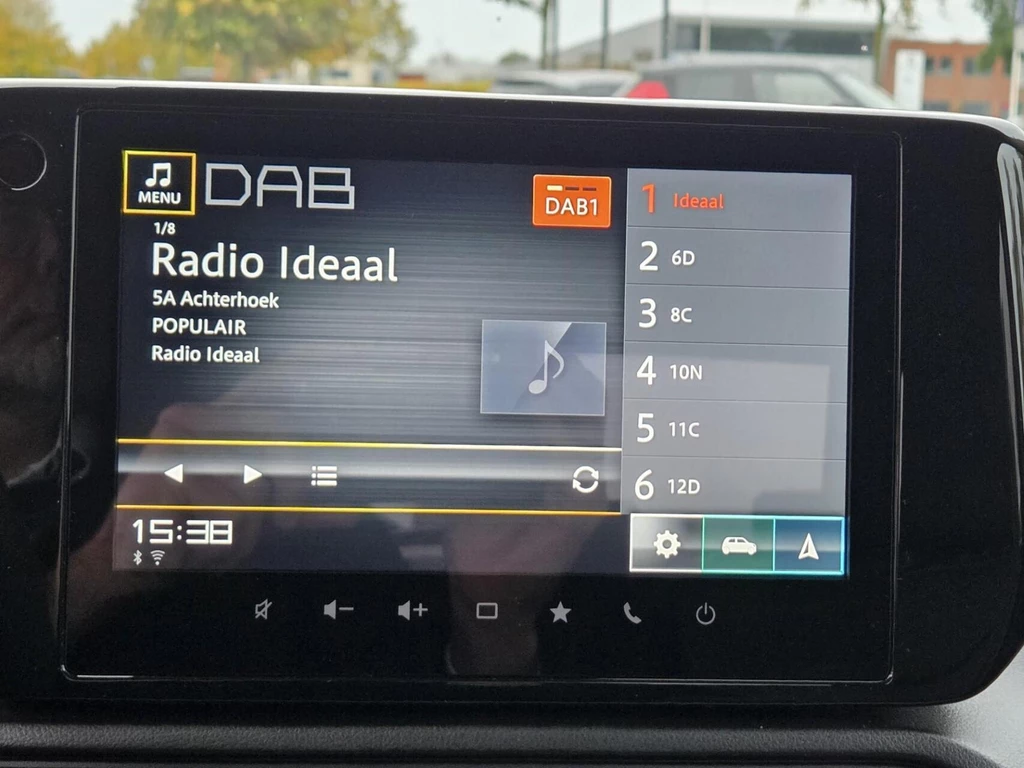 MENU
DAB
DAB1
1/8
Radio Ideaal
5A Achterhoek
POPULAIR
Radio Ideaal
1 Ideaal
2 6D
3 8C
4 10N
5 11C
6 12D
15:38